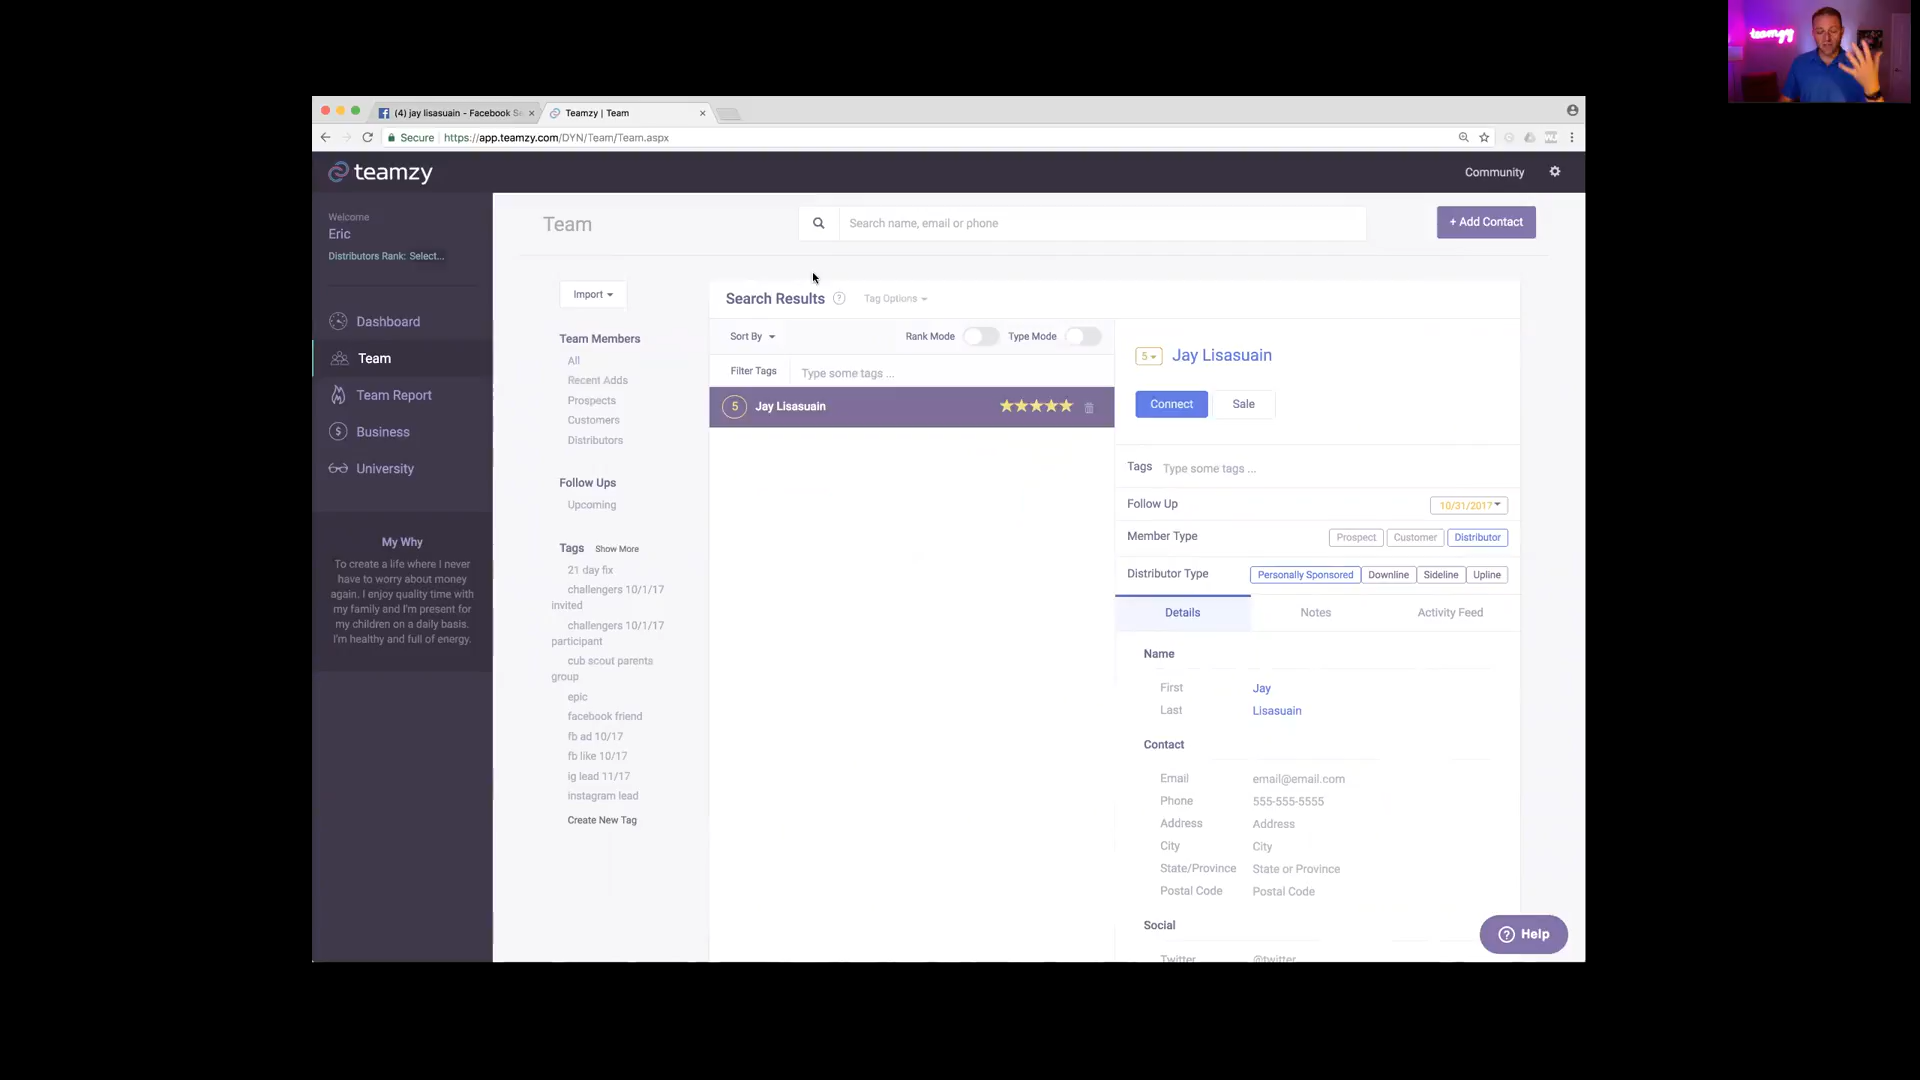 teamzy
(4) jay lisasuain - Facebook Se
Teamzy | Team
Secure
https://app.teamzy.com/DYN/Team/Team.aspx
teamzy
Community
Welcome
Eric
Distributors Rank: Select...
Dashboard
Team
Team Report
Business
University
My Why
To create a life where I never
have to worry about money
again. I enjoy quality time with
my family and I'm present for
my children on a daily basis.
I'm healthy and full of energy.
Team
Search name, email or phone
+ Add Contact
Import
Team Members
All
Recent Adds
Prospects
Customers
Distributors
Follow Ups
Upcoming
Tags Show More
21 day fix
challengers 10/1/17
invited
challengers 10/1/17
participant
cub scout parents
group
epic
facebook friend
fb ad 10/17
fb like 10/17
ig lead 11/17
instagram lead
Create New Tag
Search Results ? Tag Options
Sort By Rank Mode Type Mode
Filter Tags Type some tags ...
5 Jay Lisasuain
5 Jay Lisasuain
Connect Sale
Tags Type some tags ...
Follow Up 10/31/2017
Member Type Prospect Customer Distributor
Distributor Type Personally Sponsored Downline Sideline Upline
Details Notes Activity Feed
Name
First Jay
Last Lisasuain
Contact
Email email@email.com
Phone 555-555-5555
Address Address
City City
State/Province State or Province
Postal Code Postal Code
Social
Twitter @twitter
? Help